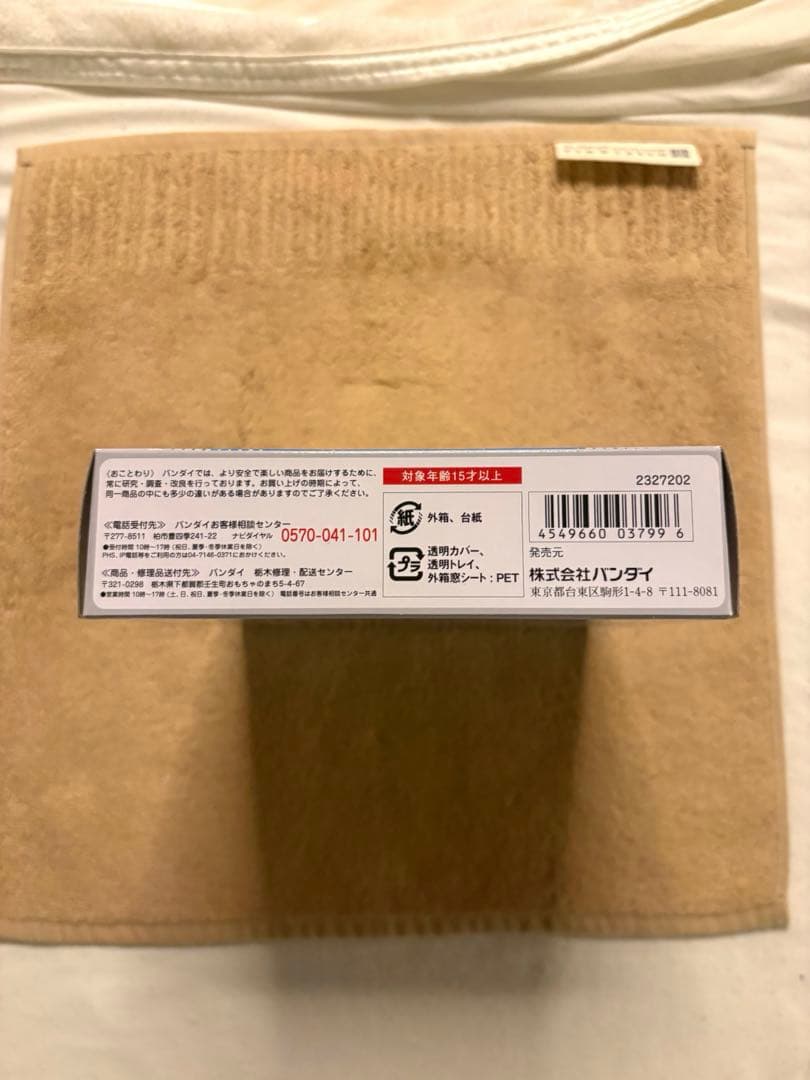 〈おことわり〉 バンダイでは、より安全で楽しい商品をお届けするために、
常に研究・調査・改良を行っております。お買い上げの時期によって、
同一商品の中にも多少の違いがある場合がありますのでご了承ください。
≪電話受付先≫ バンダイお客様相談センター
〒277-8511 柏市豊四季241-22 ナビダイヤル 0570-041-101
●受付時間 10時〜17時(祝日、夏季・冬季休業日を除く)
PHS、IP電話等をご利用の方は04-7146-0371におかけください。
≪商品・修理品送付先≫ バンダイ 栃木修理・配送センター
〒321-0298 栃木県下都賀郡壬生町おもちゃのまち5-4-67
●営業時間 10時〜17時(土、日、祝日、夏季・冬季休業日を除く) 電話番号はお客様相談センター共通
対象年齢15才以上
紙 外箱、台紙
プラ 透明カバー、
透明トレイ、
外箱窓シート:PET
2327202
4549660 03799 6
発売元
株式会社バンダイ
東京都台東区駒形1-4-8 〒111-8081